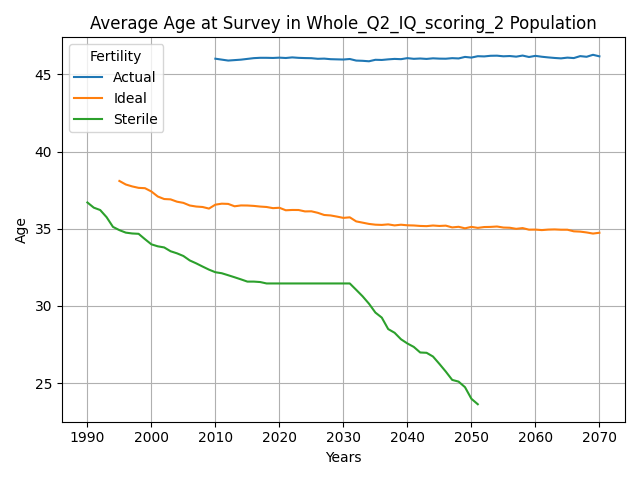 Average Age at Survey in Whole_Q2_IQ_scoring_2 Population
Fertility
Actual
Ideal
Sterile
Age
45
40
35
30
25
1990 2000 2010 2020 2030 2040 2050 2060 2070
Years